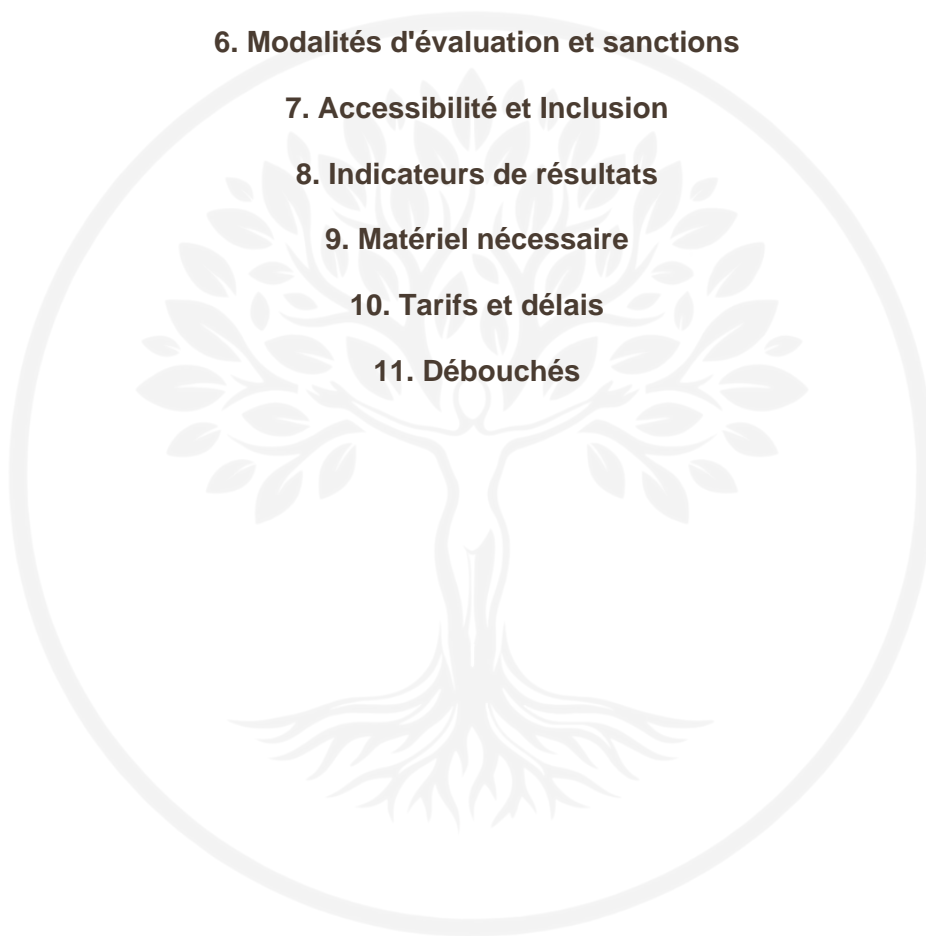 6. Modalités d'évaluation et sanctions
7. Accessibilité et Inclusion
8. Indicateurs de résultats
9. Matériel nécessaire
10. Tarifs et délais
11. Débouchés